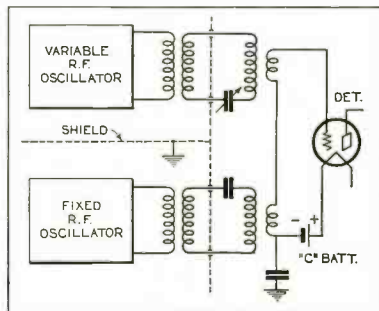 VARIABLE
R.F.
OSCILLATOR
DET.
SHIELD
FIXED
R.F.
OSCILLATOR
- +
"C" BATT.